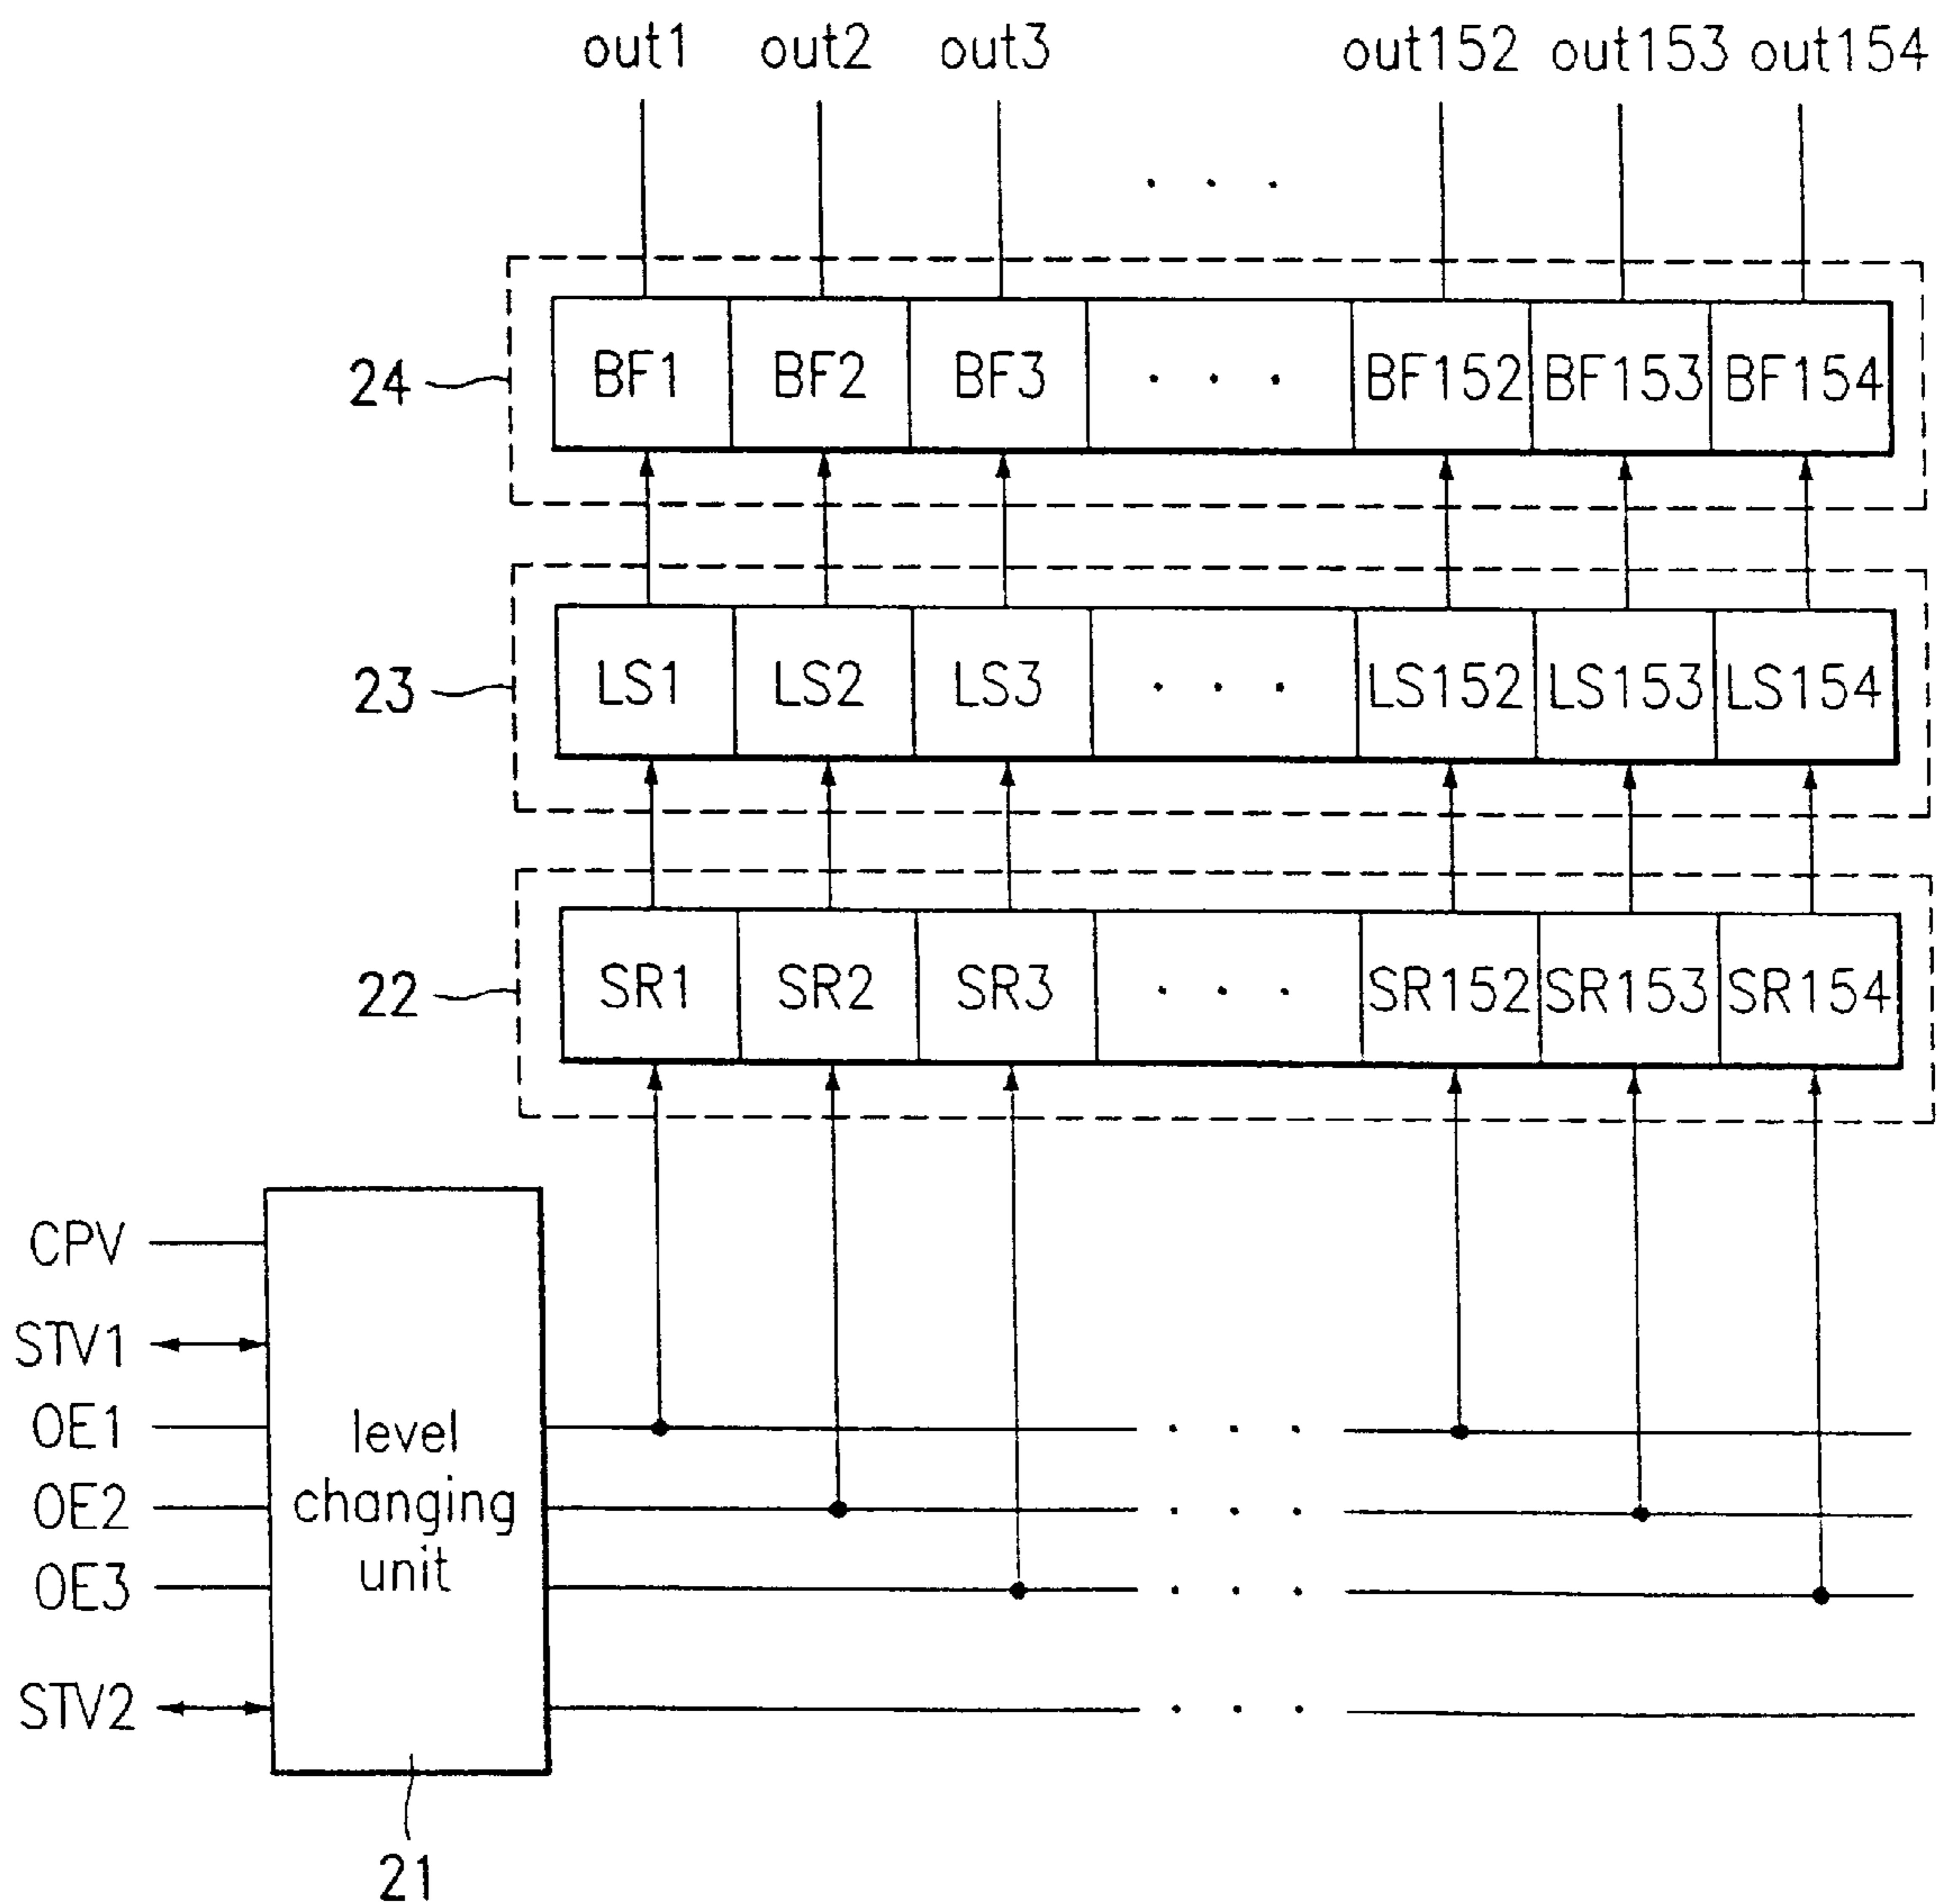 out1 out2 out3 out152 out153 out154
24 BF1 BF2 BF3 . . . BF152 BF153 BF154
23 LS1 LS2 LS3 . . . LS152 LS153 LS154
22 SR1 SR2 SR3 . . . SR152 SR153 SR154
CPV
STV1
OE1
OE2
OE3
STV2
level
changing
unit
21